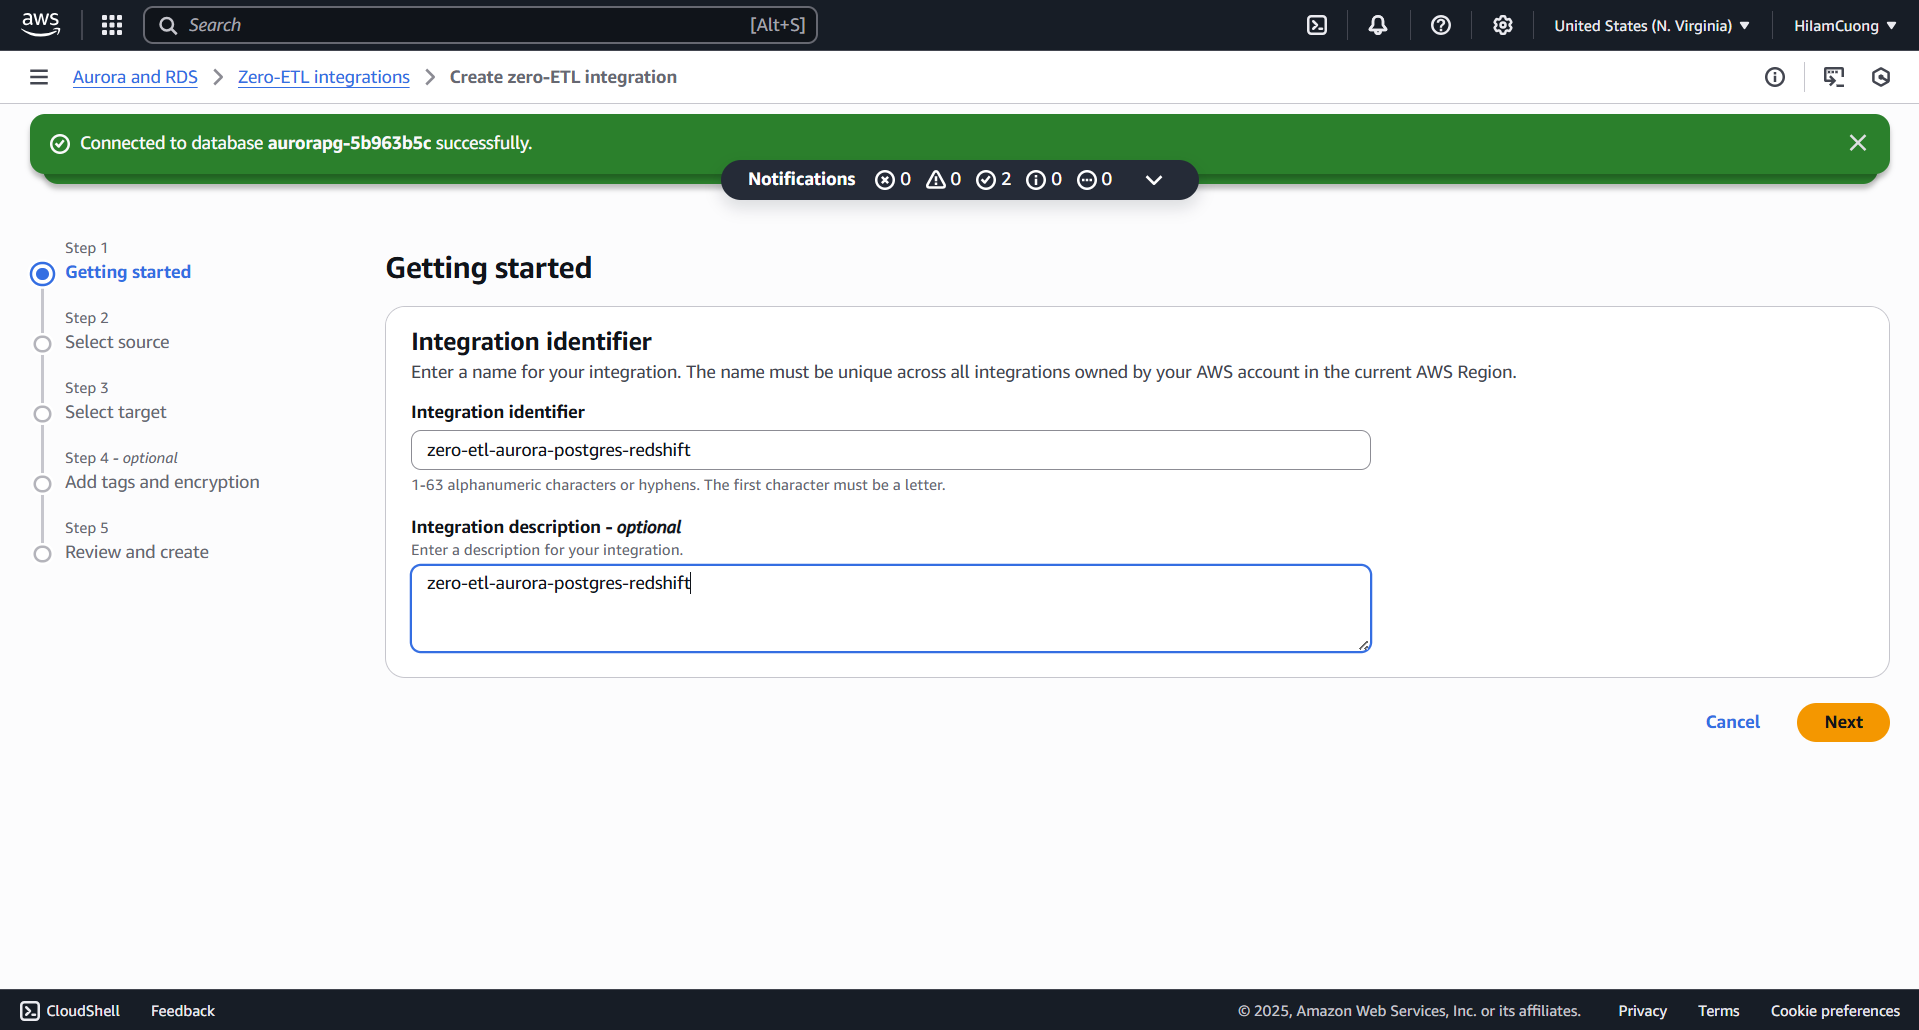 aws
Search
[Alt+S]
United States (N. Virginia)
HilamCuong
Aurora and RDS
Zero-ETL integrations
Create zero-ETL integration
Connected to database aurorapg-5b963b5c successfully.
Notifications 0 0 2 0 0
Step 1
Getting started
Step 2
Select source
Step 3
Select target
Step 4 - optional
Add tags and encryption
Step 5
Review and create
Getting started
Integration identifier
Enter a name for your integration. The name must be unique across all integrations owned by your AWS account in the current AWS Region.
Integration identifier
zero-etl-aurora-postgres-redshift
1-63 alphanumeric characters or hyphens. The first character must be a letter.
Integration description - optional
Enter a description for your integration.
zero-etl-aurora-postgres-redshift
Cancel
Next
CloudShell
Feedback
© 2025, Amazon Web Services, Inc. or its affiliates.
Privacy
Terms
Cookie preferences